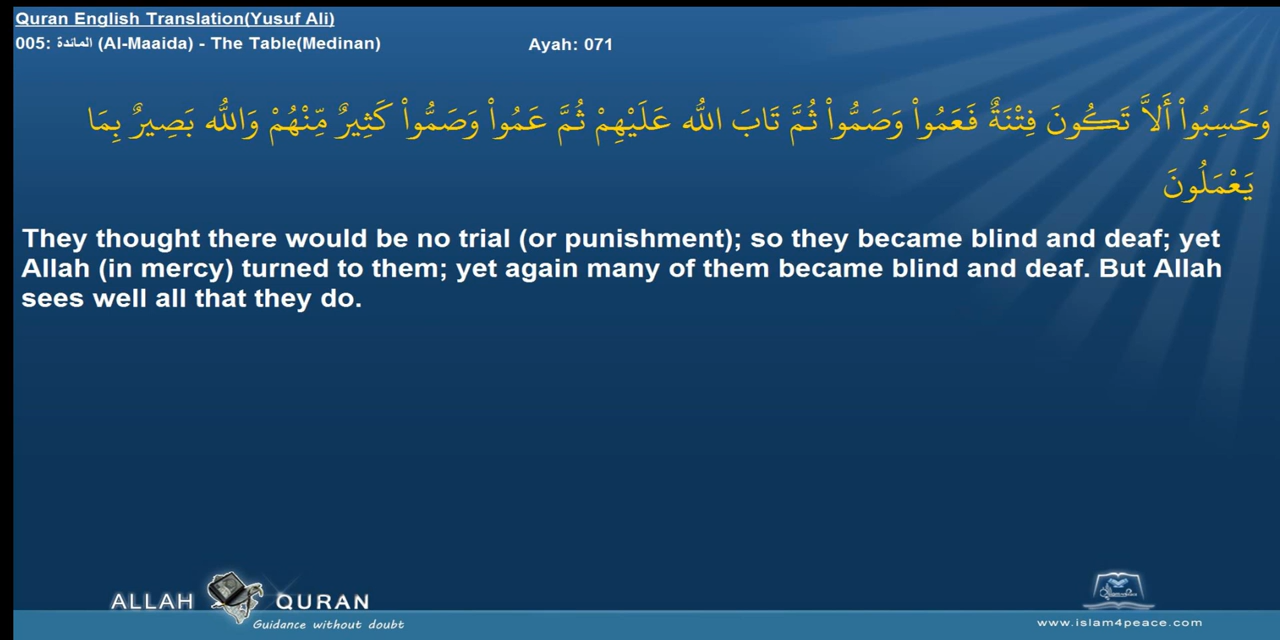 Quran English Translation(Yusuf Ali)
005: المائدة (Al-Maaida) - The Table(Medinan)
Ayah: 071
وَحَسِبُواْ أَلاَّ تَكُونَ فِتْنَةٌ فَعَمُواْ وَصَمُّواْ ثُمَّ تَابَ اللّه عَلَيْهِمْ ثُمَّ عَمُواْ وَصَمُّواْ كَثِيرٌ مِّنْهُمْ وَاللّه بَصِيرٌ بِمَا
يَعْمَلُونَ
They thought there would be no trial (or punishment); so they became blind and deaf; yet
Allah (in mercy) turned to them; yet again many of them became blind and deaf. But Allah
sees well all that they do.
ALLAH QURAN
Guidance without doubt
www.islam4peace.com